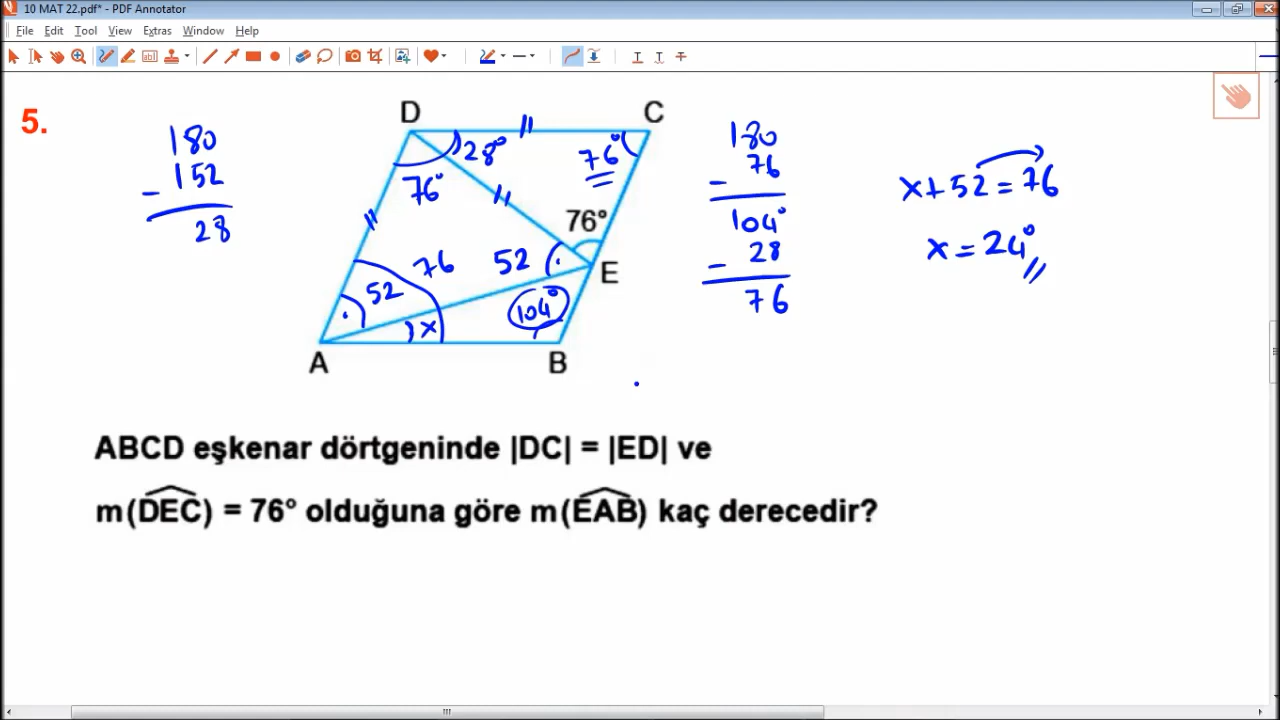 10 MAT 22.pdf* - PDF Annotator
File Edit Tool View Extras Window Help
5.
180
- 152
28
D
C
28°
76°
76°
76°
E
52
76
52
x
104°
A
B
180
76
-
104°
28
-
76
x+52=76
x=24°
ABCD eşkenar dörtgeninde |DC| = |ED| ve
m(DEC) = 76° olduğuna göre m(EAB) kaç derecedir?